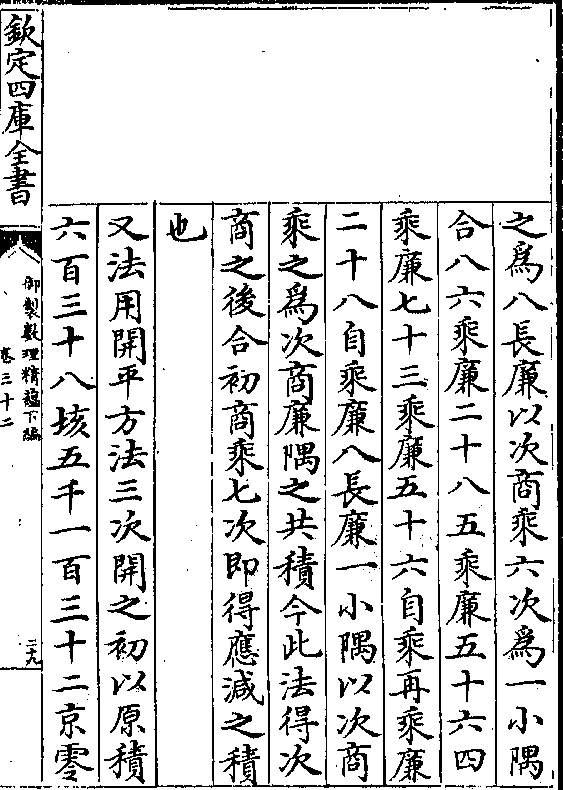 之為八長廉以次商乘六次為一小隅
合八六乘廉二十八五乘廉五十六四
乘廉七十三乘廉五十六自乘再乘廉
二十八自乘廉八長廉一小隅以次商
乘之為次商廉隅之共積今此法得次
商之後合初商乘七次即得應減之積
也
又法用開平方法三次開之初以原積
六百三十八垓五千一百三十二京零
欽定四庫全書
御製數理精藴下編
卷三十二
二九